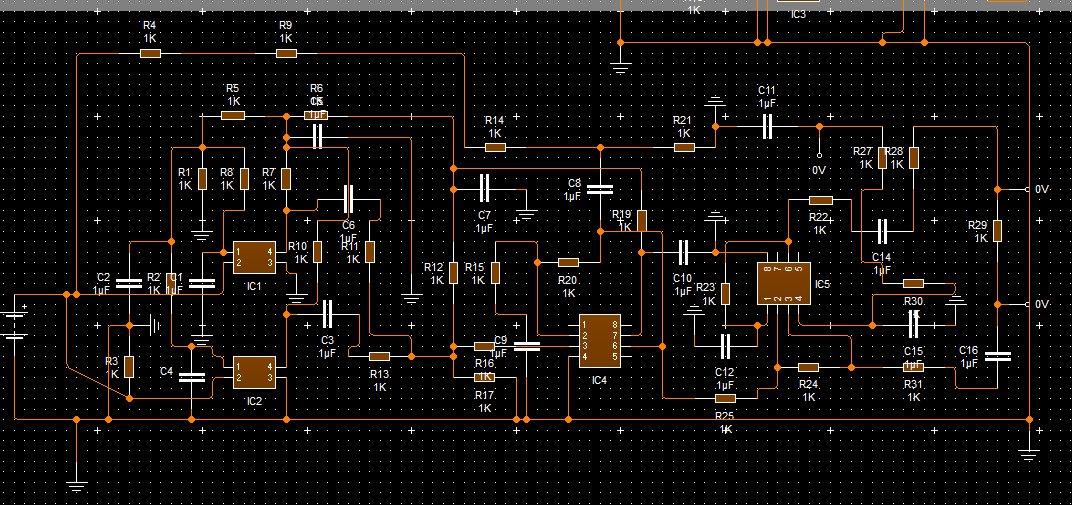 1K
IC3
R4
1K
R9
1K
R5
1K
R6
1K
C5
1µF
C11
1µF
R14
1K
R21
1K
R27
1K
R28
1K
0V
R1
1K
R8
1K
R7
1K
C8
1µF
0V
C7
1µF
R19
1K
R22
1K
C6
1µF
R29
1K
R10
1K
R11
1K
C14
1µF
1
2
4
3
IC1
C2
1µF
R2
1K
C1
1µF
R12
1K
R15
1K
R20
1K
C10
1µF
R23
1K
8
7
6
5
1
2
3
4
IC5
R30
1K
0V
C3
1µF
1
2
3
4
8
7
6
5
IC4
C9
1µF
R3
1K
C4
1
2
4
3
IC2
R13
1K
R16
1K
R17
1K
C12
1µF
R24
1K
C15
1µF
R31
1K
C16
1µF
R25
1K